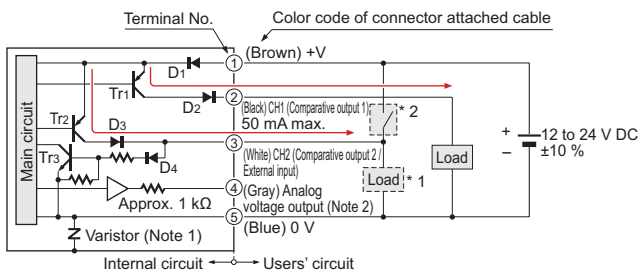 Terminal No.
Color code of connector attached cable
(Brown) +V
1
D1
Tr1
D2
2
(Black) CH1 (Comparative output 1)
50 mA max.
* 2
Tr2
D3
3
(White) CH2 (Comparative output 2 /
External input)
Main circuit
Tr3
D4
Load * 1
Load
+
–
12 to 24 V DC
±10 %
4
(Gray) Analog
voltage output (Note 2)
Approx. 1 kΩ
5
(Blue) 0 V
Varistor (Note 1)
Internal circuit
Users' circuit